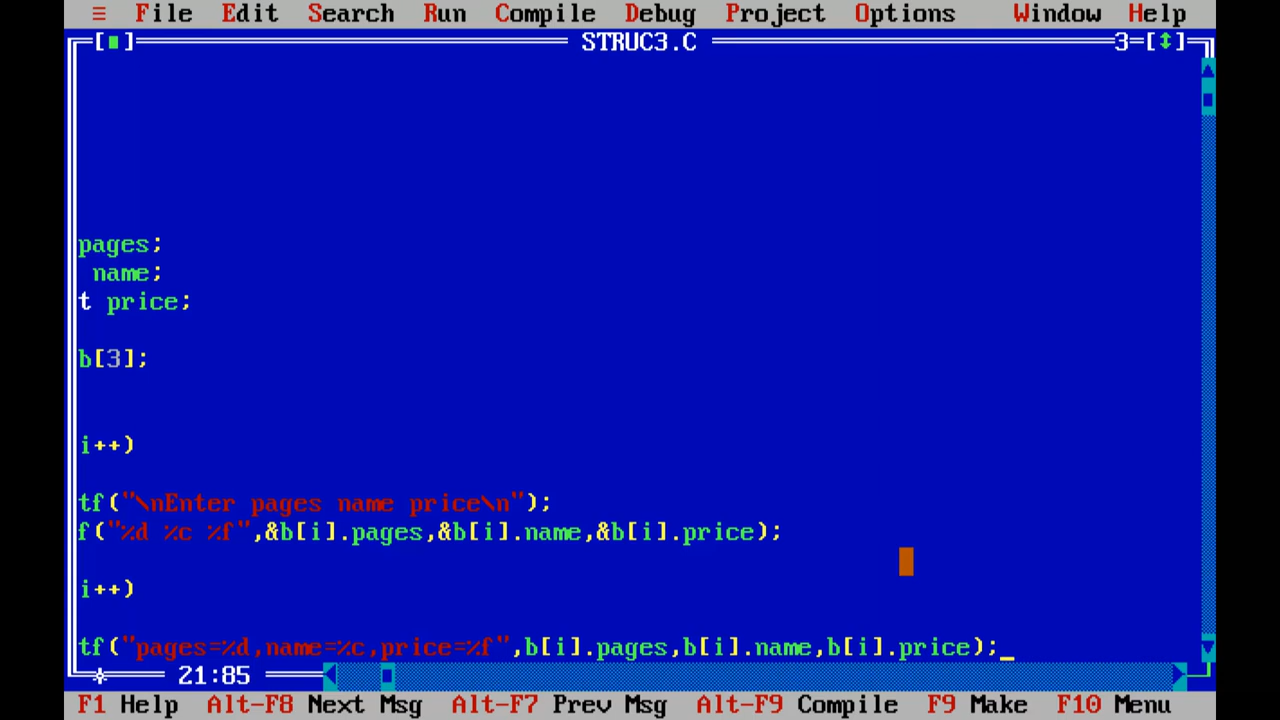 ≡ File Edit Search Run Compile Debug Project Options Window Help
[■] STRUC3.C 3=[↕]
pages;
name;
t price;
b[3];
i++)
tf("\nEnter pages name price\n");
f("%d %c %f",&b[i].pages,&b[i].name,&b[i].price);
i++)
tf("pages=%d,name=%c,price=%f",b[i].pages,b[i].name,b[i].price);_
21:85
F1 Help Alt-F8 Next Msg Alt-F7 Prev Msg Alt-F9 Compile F9 Make F10 Menu